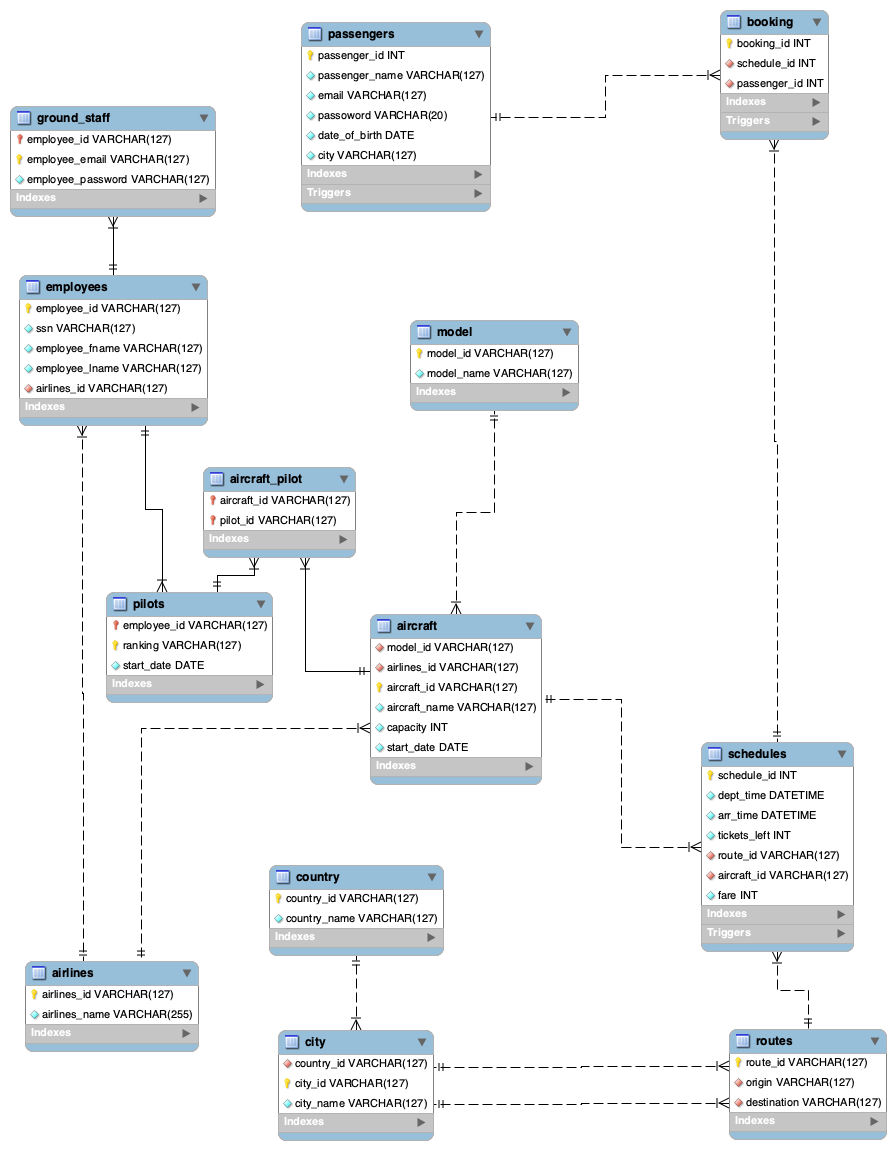 passengers
passenger_id INT
passenger_name VARCHAR(127)
email VARCHAR(127)
passoword VARCHAR(20)
date_of_birth DATE
city VARCHAR(127)
Indexes
Triggers
booking
booking_id INT
schedule_id INT
passenger_id INT
Indexes
Triggers
ground_staff
employee_id VARCHAR(127)
employee_email VARCHAR(127)
employee_password VARCHAR(127)
Indexes
employees
employee_id VARCHAR(127)
ssn VARCHAR(127)
employee_fname VARCHAR(127)
employee_lname VARCHAR(127)
airlines_id VARCHAR(127)
Indexes
model
model_id VARCHAR(127)
model_name VARCHAR(127)
Indexes
aircraft_pilot
aircraft_id VARCHAR(127)
pilot_id VARCHAR(127)
Indexes
pilots
employee_id VARCHAR(127)
ranking VARCHAR(127)
start_date DATE
Indexes
aircraft
model_id VARCHAR(127)
airlines_id VARCHAR(127)
aircraft_id VARCHAR(127)
aircraft_name VARCHAR(127)
capacity INT
start_date DATE
Indexes
schedules
schedule_id INT
dept_time DATETIME
arr_time DATETIME
tickets_left INT
route_id VARCHAR(127)
aircraft_id VARCHAR(127)
fare INT
Indexes
Triggers
country
country_id VARCHAR(127)
country_name VARCHAR(127)
Indexes
airlines
airlines_id VARCHAR(127)
airlines_name VARCHAR(255)
Indexes
city
country_id VARCHAR(127)
city_id VARCHAR(127)
city_name VARCHAR(127)
Indexes
routes
route_id VARCHAR(127)
origin VARCHAR(127)
destination VARCHAR(127)
Indexes